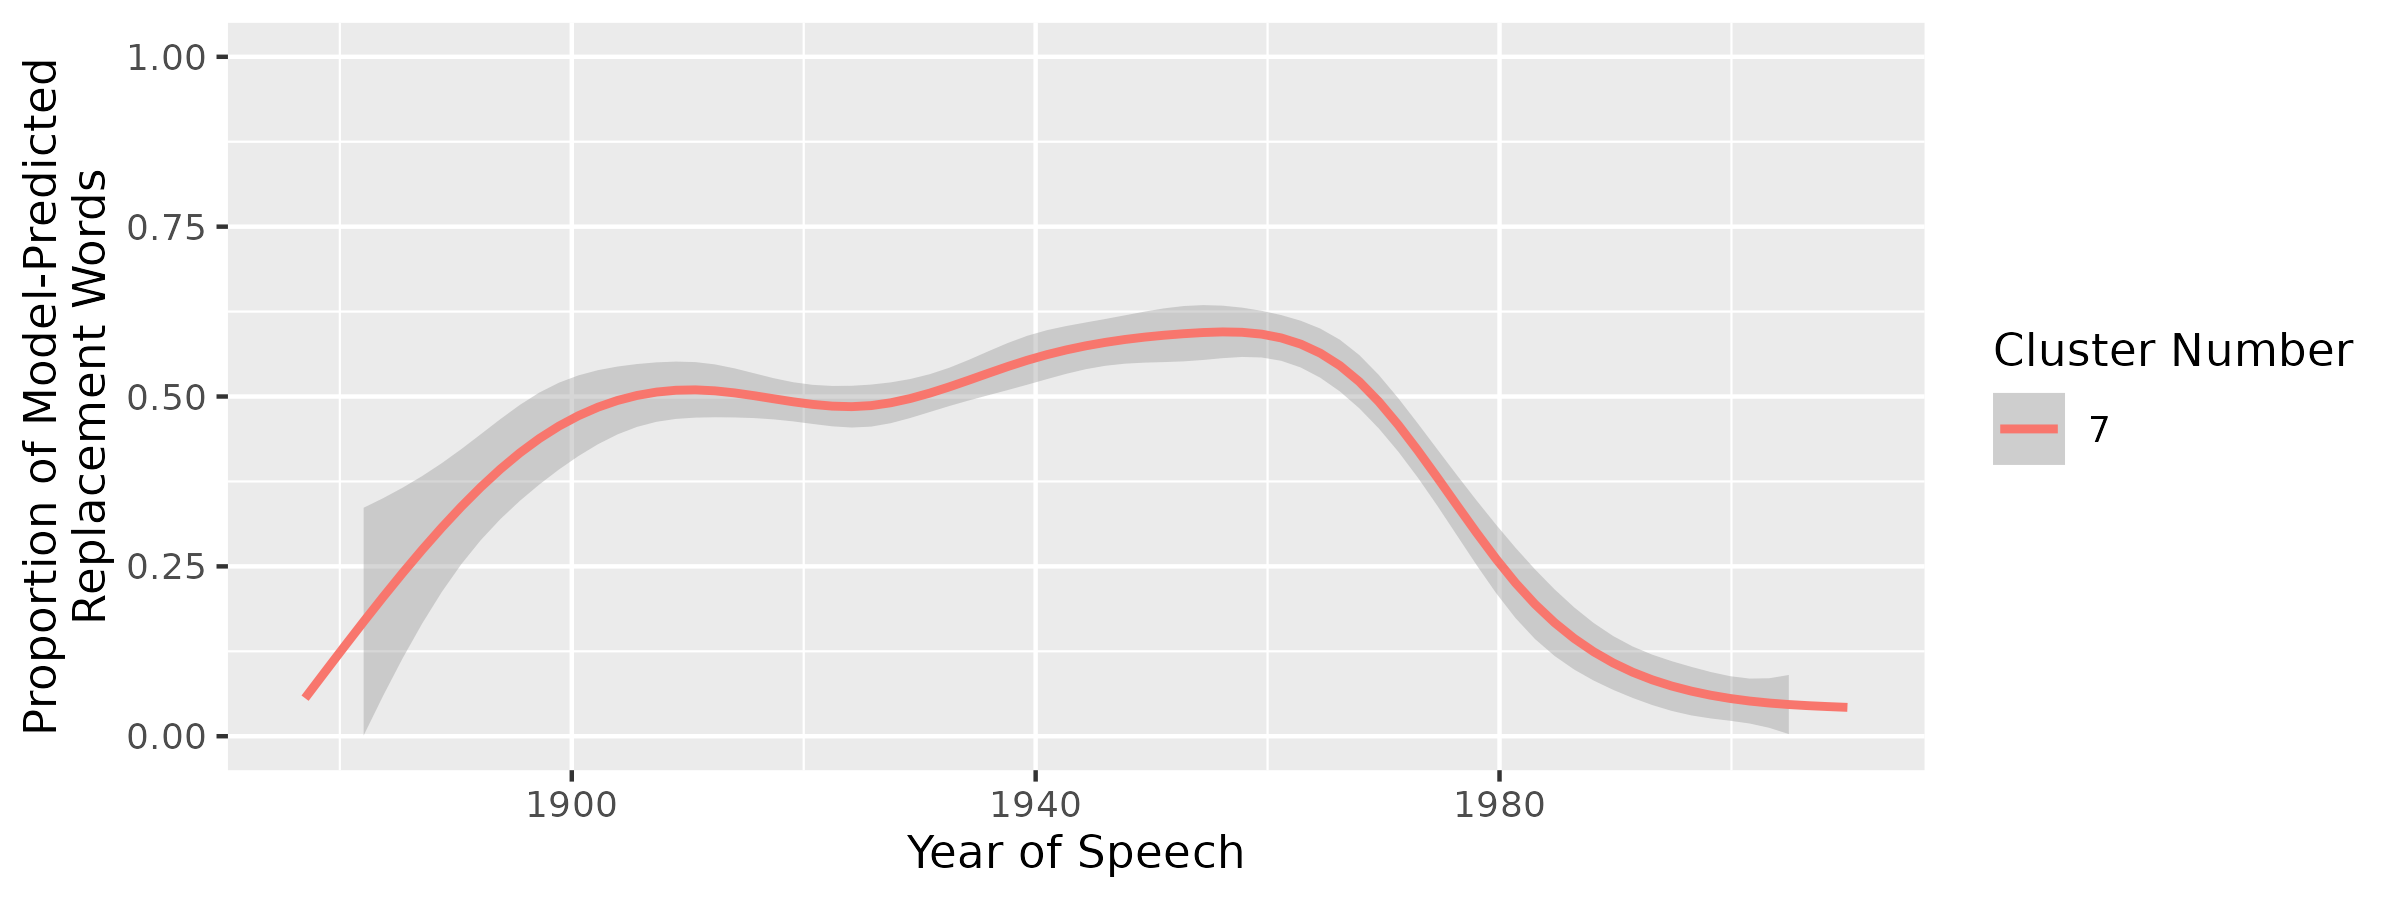 Proportion of Model-Predicted
Replacement Words
1.00
0.75
0.50
0.25
0.00
1900
1940
1980
Year of Speech
Cluster Number
7